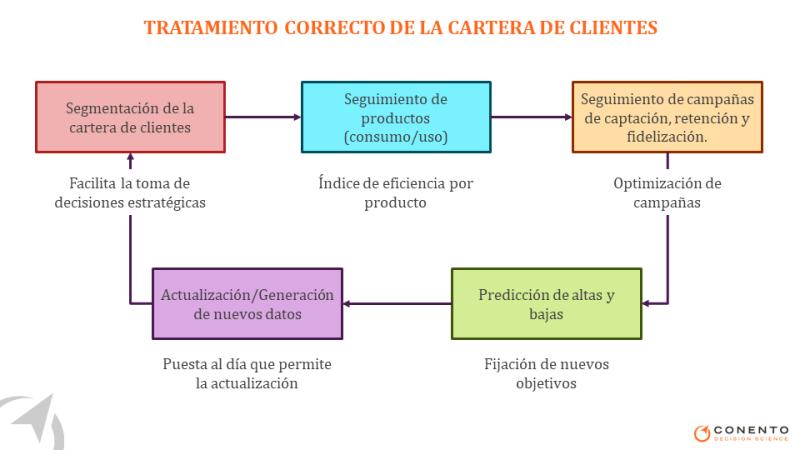 TRATAMIENTO CORRECTO DE LA CARTERA DE CLIENTES
Segmentación de la
cartera de clientes
Seguimiento de
productos
(consumo/uso)
Seguimiento de campañas
de captación, retención y
fidelización.
Facilita la toma de
decisiones estratégicas
Índice de eficiencia por
producto
Optimización de
campañas
Actualización/Generación
de nuevos datos
Predicción de altas y
bajas
Puesta al día que permite
la actualización
Fijación de nuevos
objetivos
CONENTO
DECISION SCIENCE